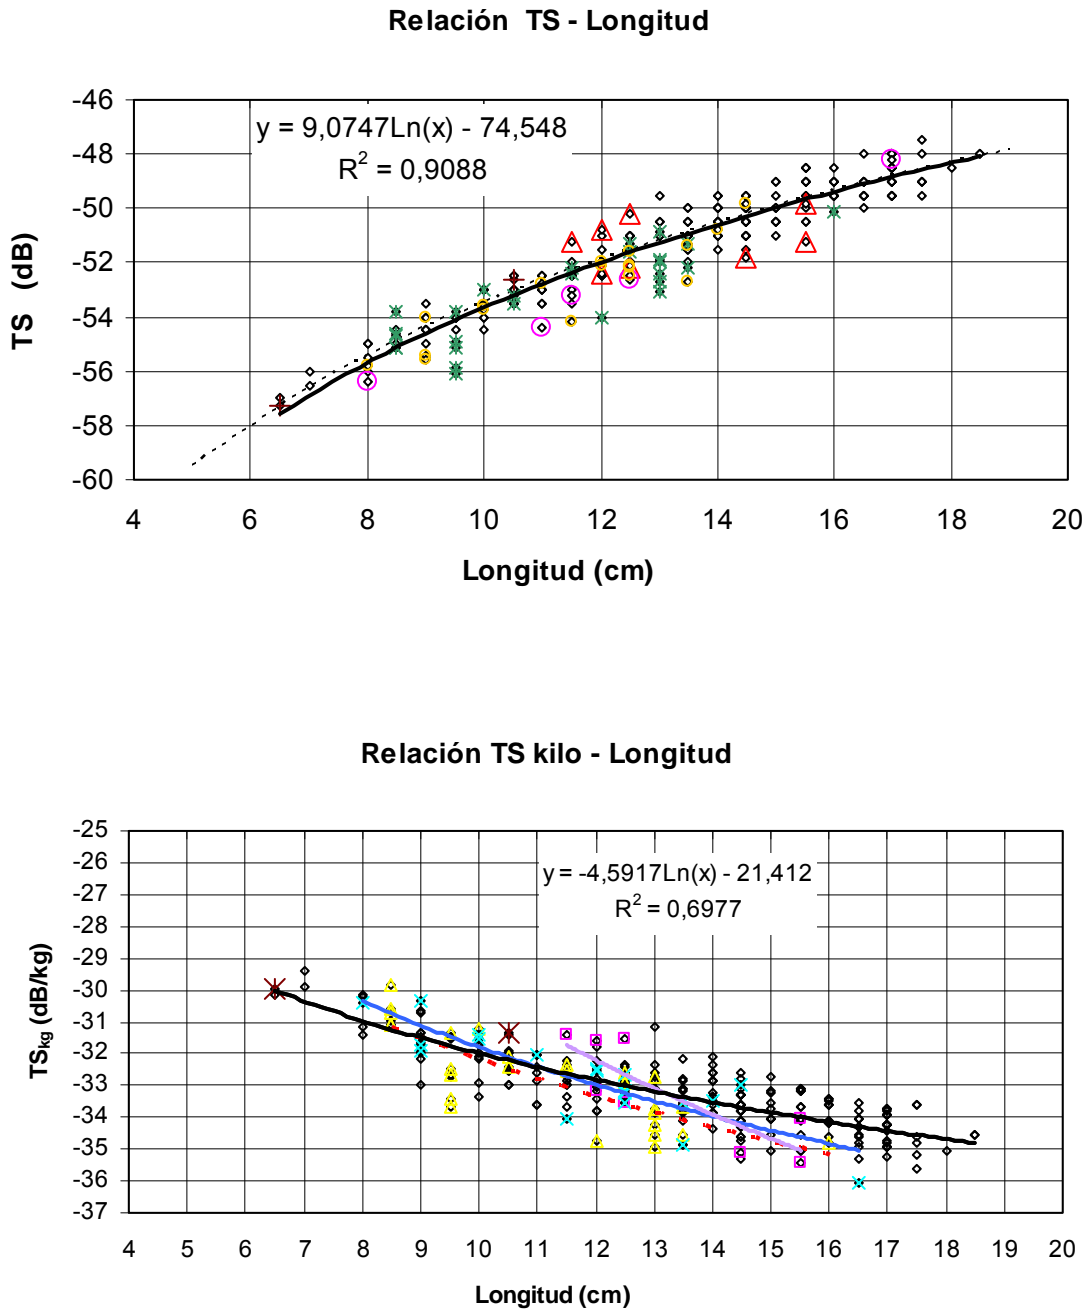 Relación TS - Longitud
y = 9,0747Ln(x) - 74,548
R² = 0,9088
TS (dB)
-46
-48
-50
-52
-54
-56
-58
-60
4 6 8 10 12 14 16 18 20
Longitud (cm)
Relación TS kilo - Longitud
y = -4,5917Ln(x) - 21,412
R² = 0,6977
TSkg (dB/kg)
-25
-26
-27
-28
-29
-30
-31
-32
-33
-34
-35
-36
-37
4 5 6 7 8 9 10 11 12 13 14 15 16 17 18 19 20
Longitud (cm)